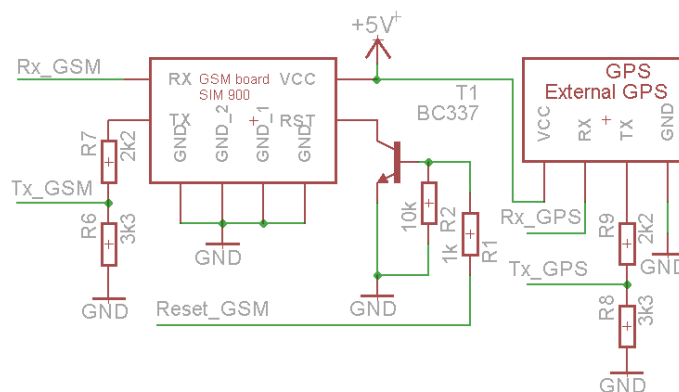 +5V
Rx_GSM
RX
GSM board
SIM 900
VCC
TX
RST
GND
GND_2
GND_1
GND
T1
BC337
GPS
External GPS
VCC
RX
TX
GND
R7
2k2
Tx_GSM
R6
3k3
GND
GND
10k
R2
1k
R1
GND
Reset_GSM
Rx_GPS
R9
2k2
GND
Tx_GPS
R8
3k3
GND